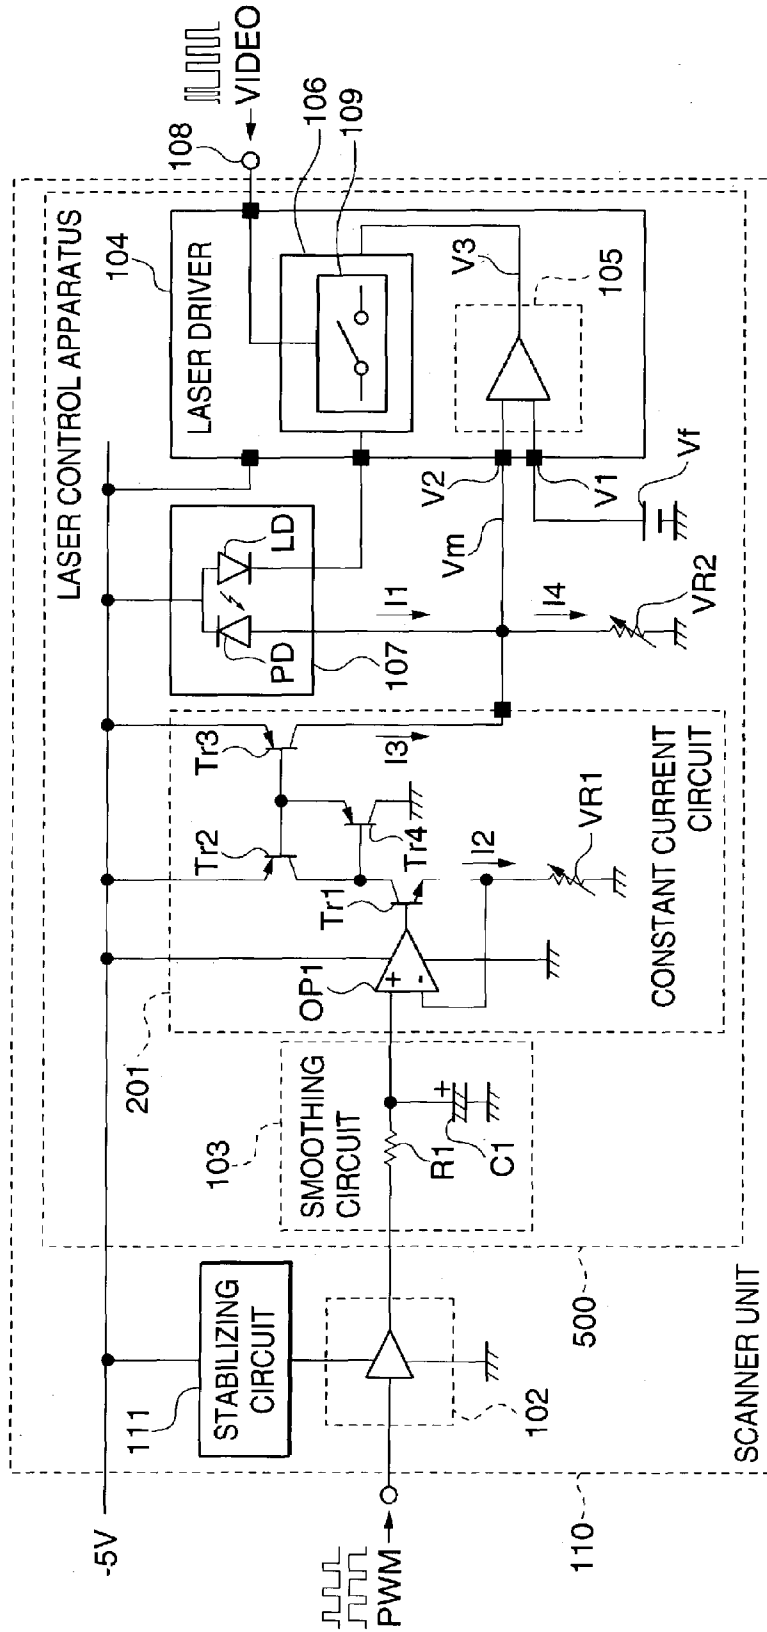 SCANNER UNIT
110
LASER CONTROL APPARATUS
500
-5V
PWM
111
STABILIZING
CIRCUIT
102
103
SMOOTHING
CIRCUIT
R1
C1
+
201
CONSTANT CURRENT
CIRCUIT
OP1
+
-
Tr1
Tr2
Tr3
Tr4
I2
VR1
I3
107
PD
LD
I1
I4
VR2
Vm
V2
V1
Vf
104
LASER DRIVER
106
109
V3
105
108
VIDEO